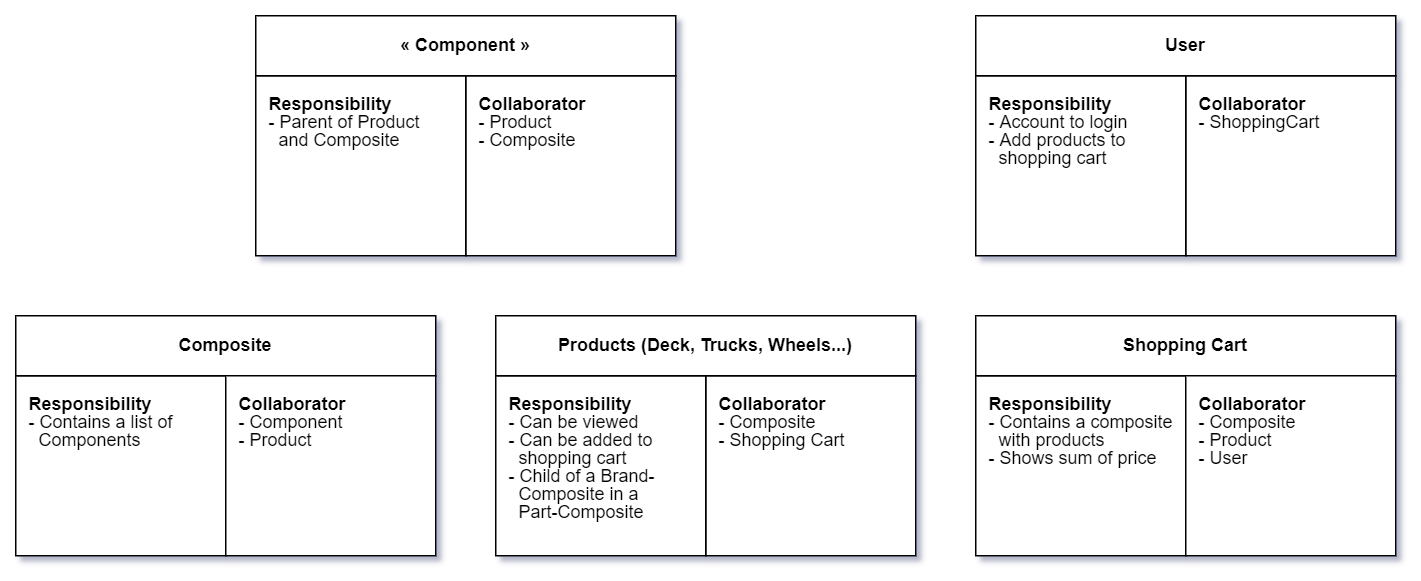 « Component »
Responsibility
- Parent of Product
and Composite
Collaborator
- Product
- Composite
User
Responsibility
- Account to login
- Add products to
shopping cart
Collaborator
- ShoppingCart
Composite
Responsibility
- Contains a list of
Components
Collaborator
- Component
- Product
Products (Deck, Trucks, Wheels...)
Responsibility
- Can be viewed
- Can be added to
shopping cart
- Child of a Brand-
Composite in a
Part-Composite
Collaborator
- Composite
- Shopping Cart
Shopping Cart
Responsibility
- Contains a composite
with products
- Shows sum of price
Collaborator
- Composite
- Product
- User